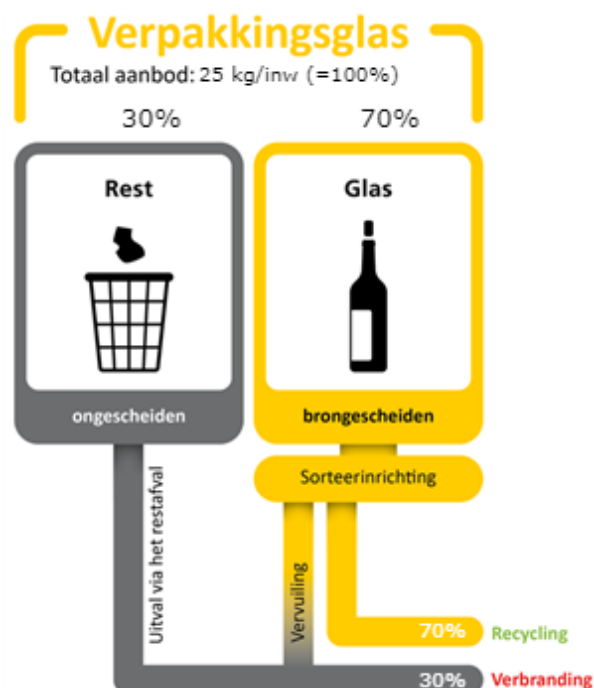 Verpakkingsglas
Totaal aanbod: 25 kg/inw (=100%)
30%
70%
Rest
Glas
ongescheiden
brongescheiden
Sorteerinrichting
Uitval via het restafval
Vervuiling
70%
Recycling
30%
Verbranding